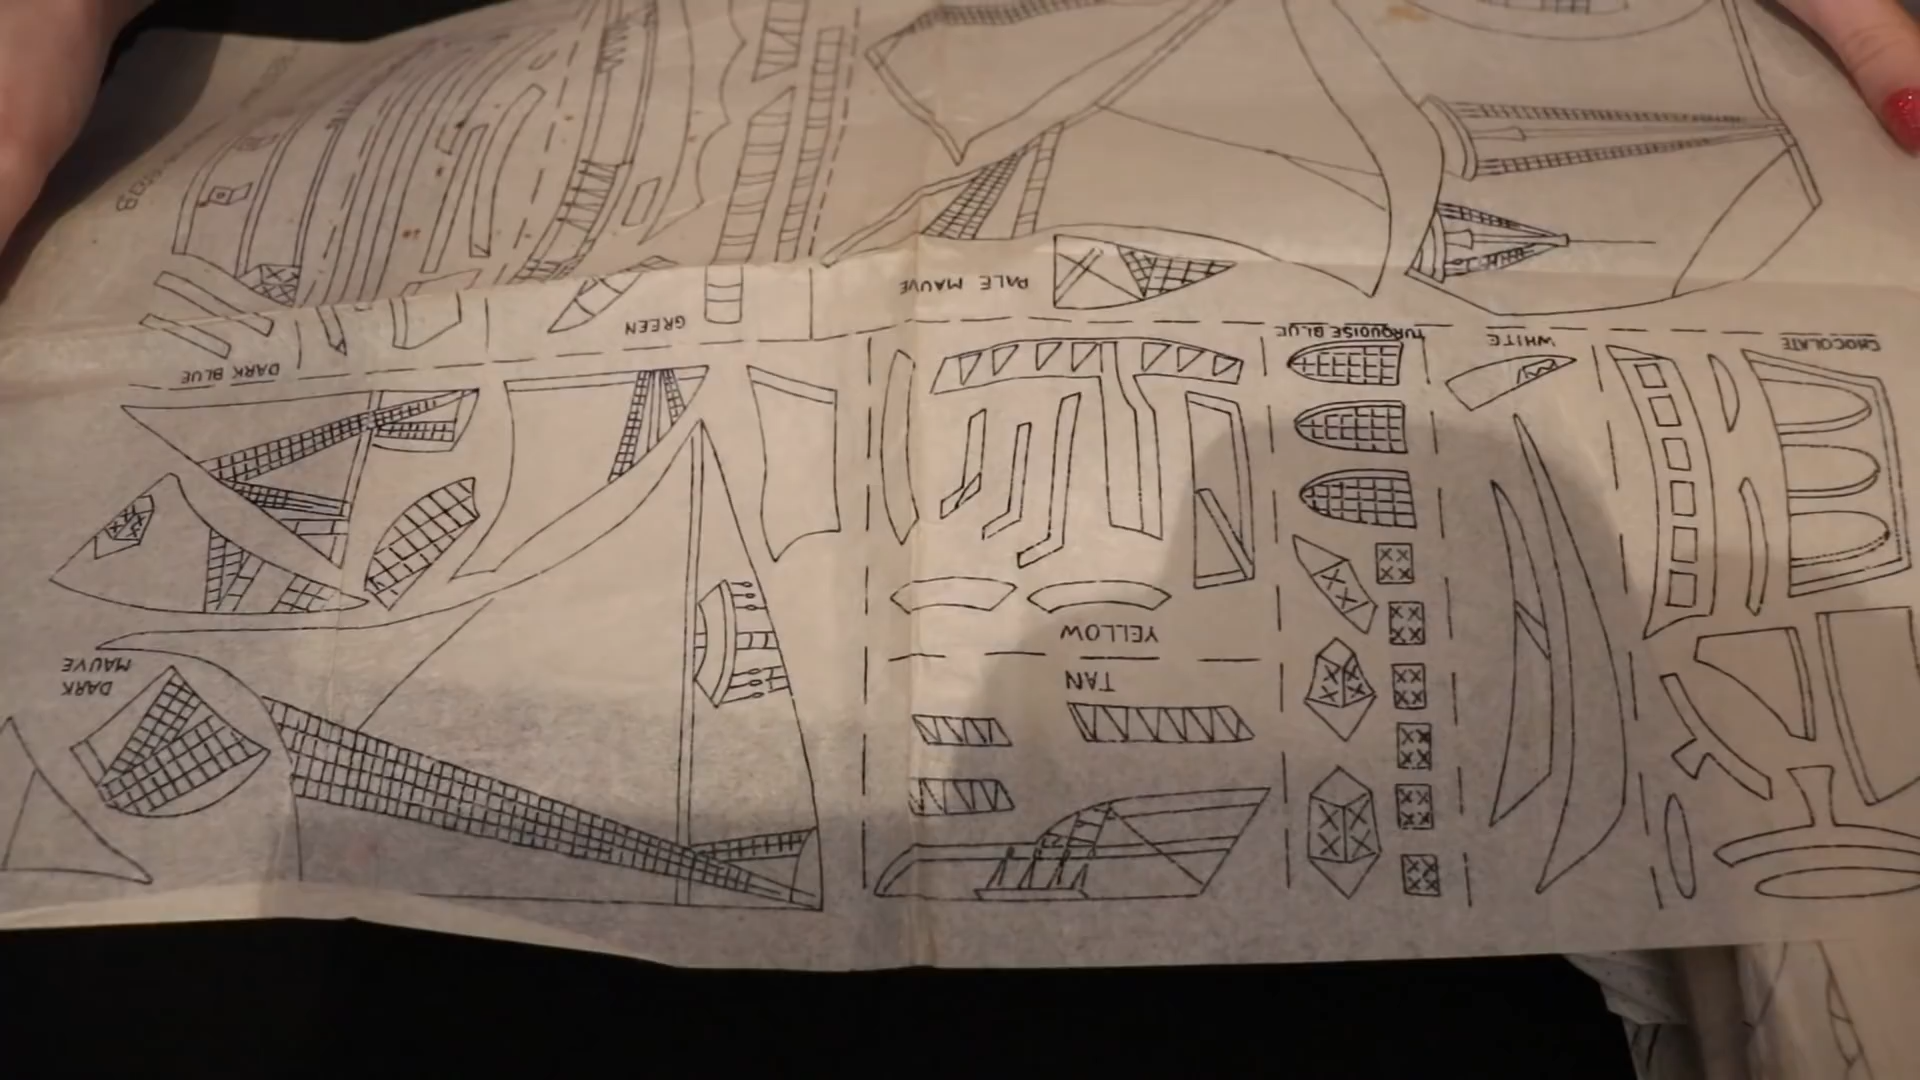 PALE MAUVE
GREEN
DARK BLUE
TURQUOISE BLUE
WHITE
CHOCOLATE
YELLOW
TAN
DARK
MAUVE